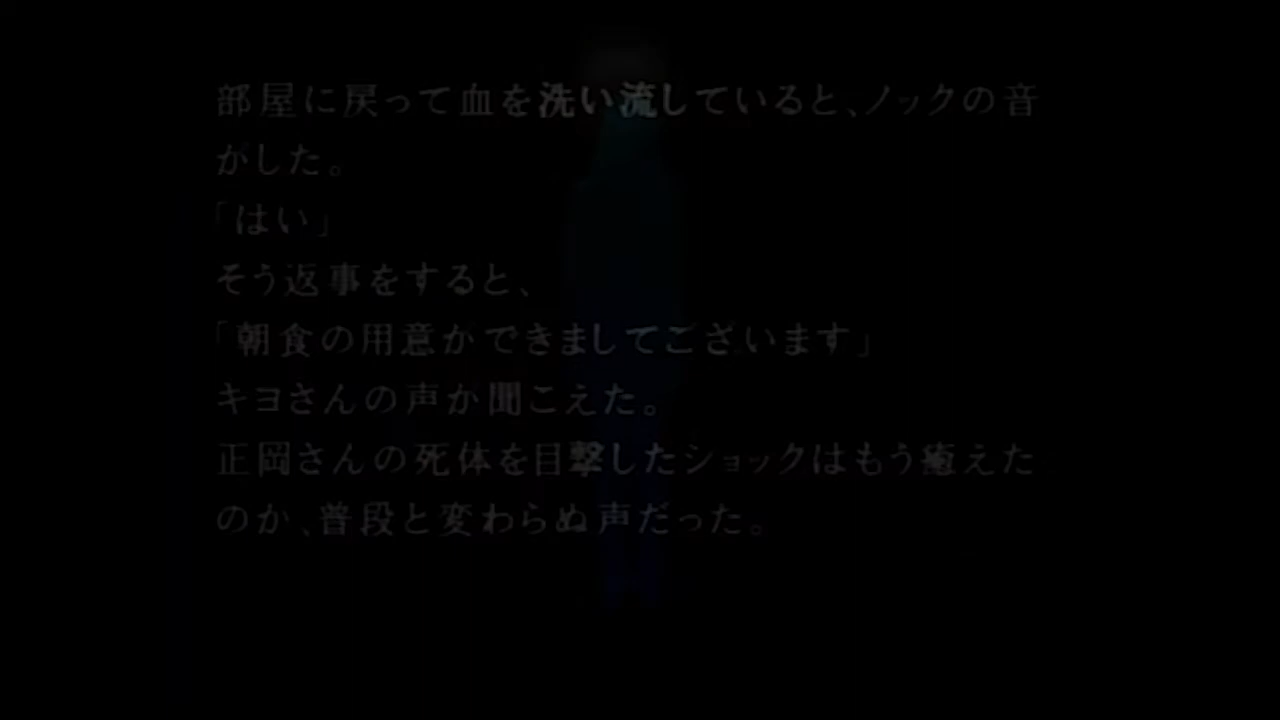 部屋に戻って血を洗い流していると、ノックの音
がした。
「はい」
そう返事をすると、
「朝食の用意ができましてございます」
キヨさんの声が聞こえた。
正岡さんの死体を目撃したショックはもう癒えた
のか、普段と変わらぬ声だった。